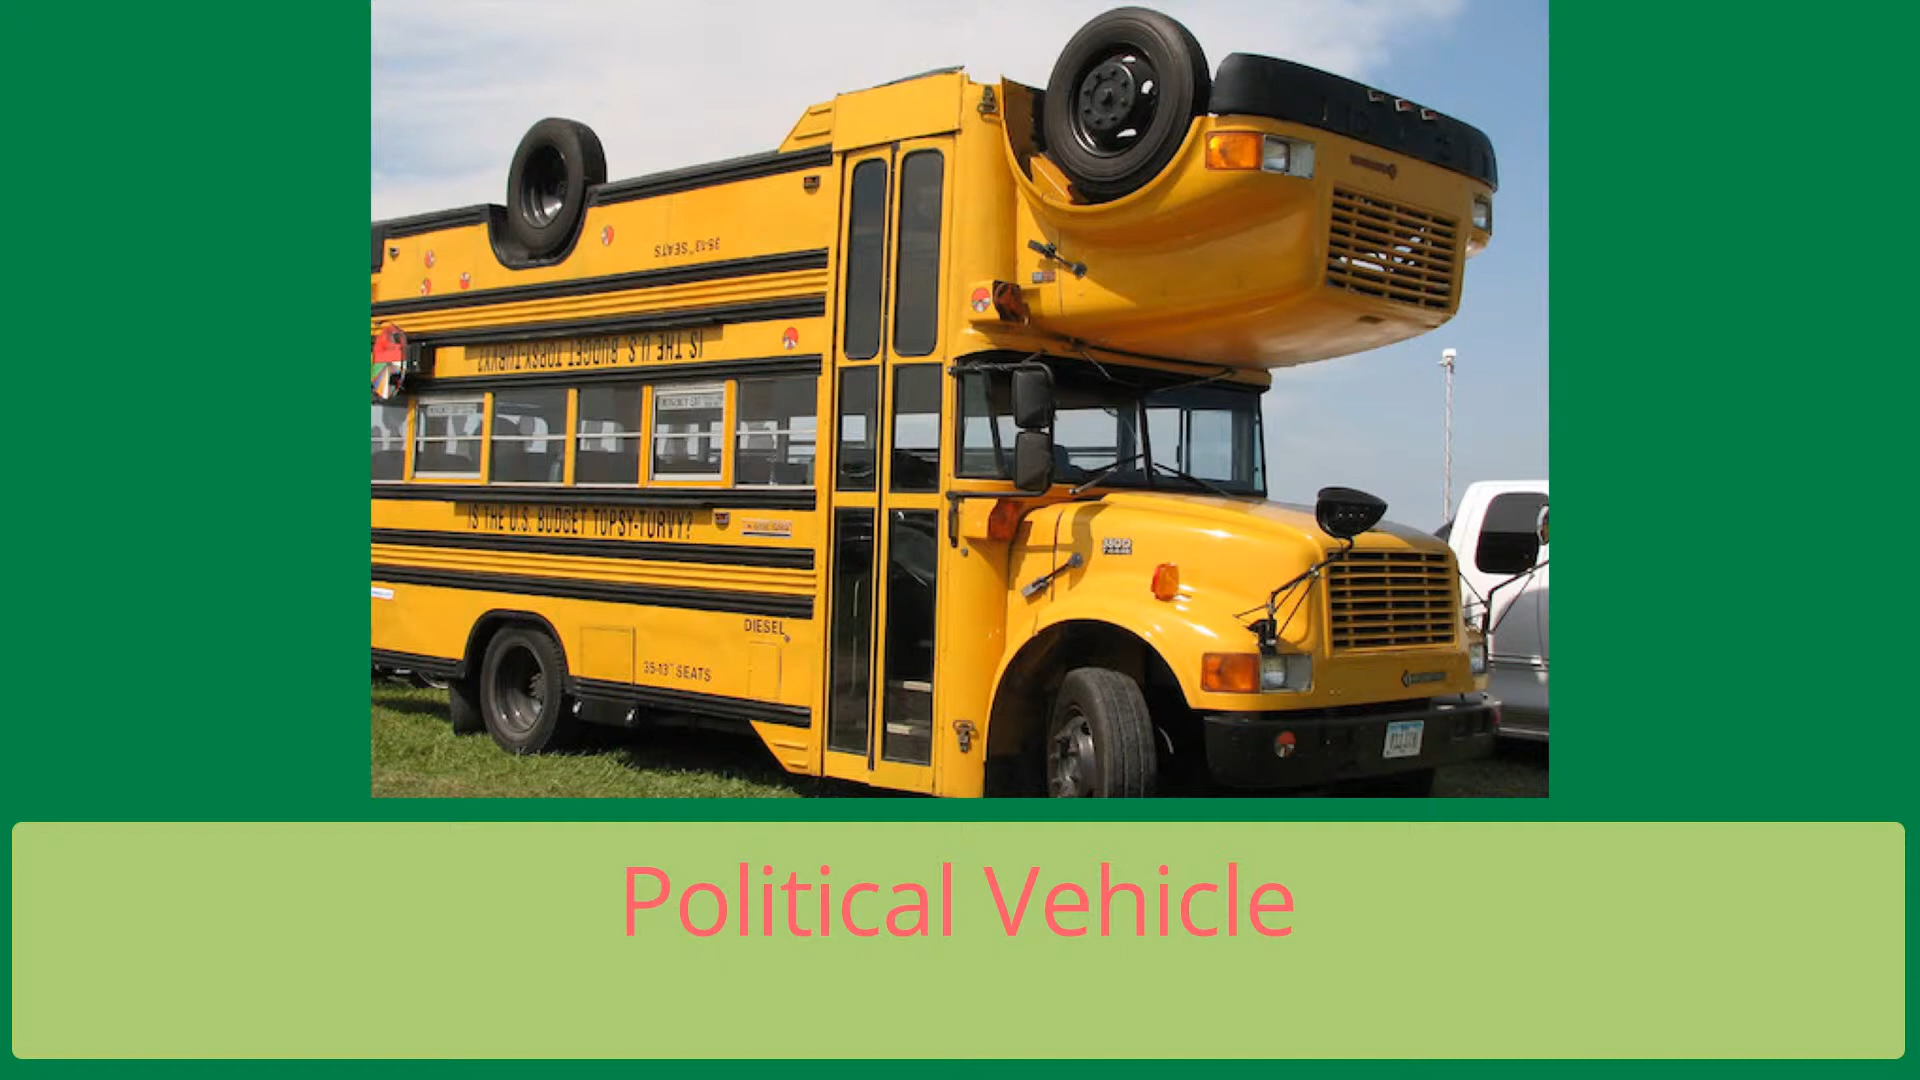 35-13" SEATS
IS THE U.S. BUDGET TOPSY-TURVY?
IS THE U.S. BUDGET TOPSY-TURVY?
DIESEL
35-13" SEATS
Political Vehicle